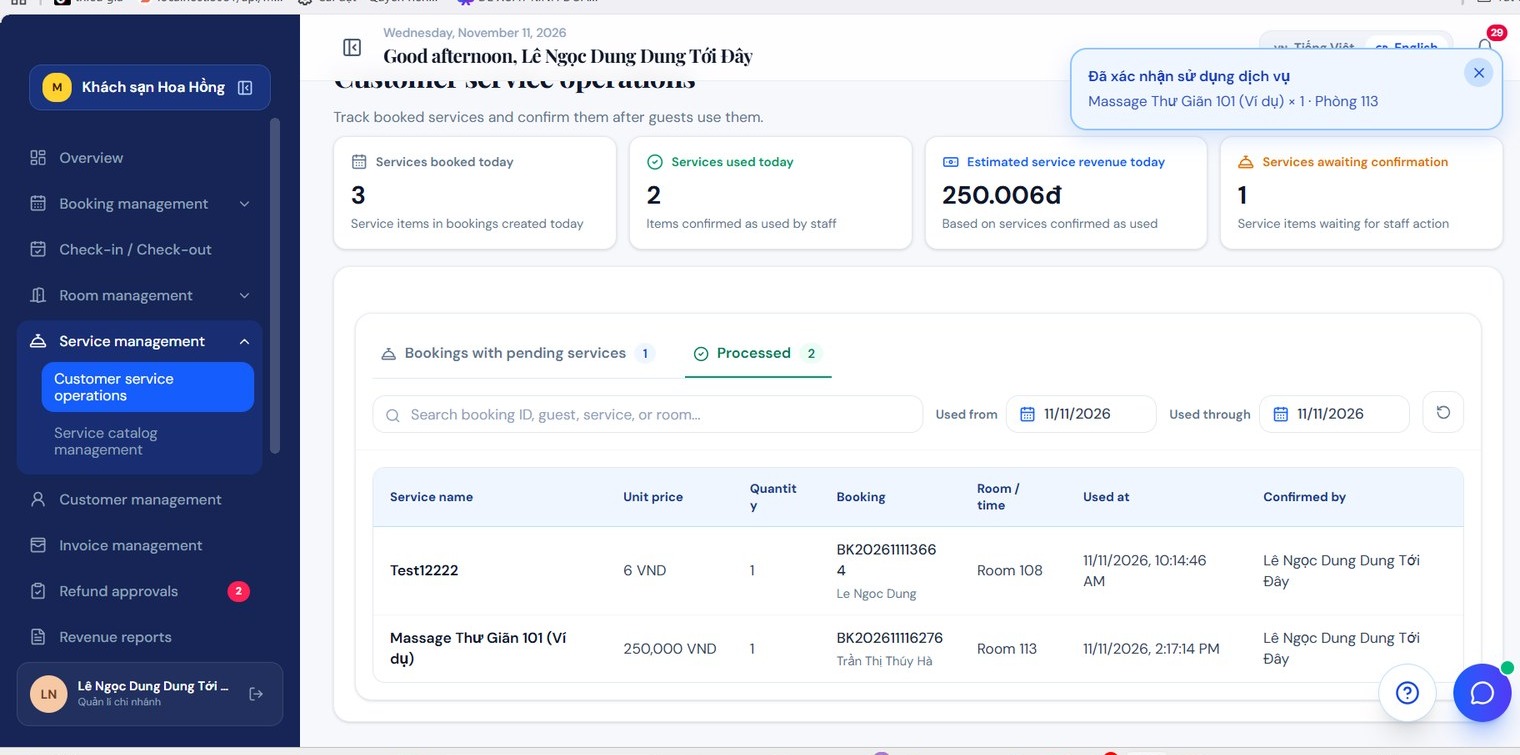 Wednesday, November 11, 2026
Good afternoon, Lê Ngọc Dung Dung Tới Đây
29
M Khách sạn Hoa Hồng
Overview
Booking management
Check-in / Check-out
Room management
Service management
Customer service
operations
Service catalog
management
Customer management
Invoice management
Refund approvals 2
Revenue reports
LN
Lê Ngọc Dung Dung Tới ...
Quản lí chi nhánh
Customer service operations
Track booked services and confirm them after guests use them.
Đã xác nhận sử dụng dịch vụ
Massage Thư Giãn 101 (Ví dụ) × 1 · Phòng 113
Services booked today
3
Service items in bookings created today
Services used today
2
Items confirmed as used by staff
Estimated service revenue today
250.006đ
Based on services confirmed as used
Services awaiting confirmation
1
Service items waiting for staff action
Bookings with pending services 1
Processed 2
Search booking ID, guest, service, or room...
Used from 11/11/2026
Used through 11/11/2026
Service name
Unit price
Quantit
y
Booking
Room /
time
Used at
Confirmed by
Test12222
6 VND
1
BK20261111366
4
Le Ngoc Dung
Room 108
11/11/2026, 10:14:46
AM
Lê Ngọc Dung Dung Tới
Đây
Massage Thư Giãn 101 (Ví
dụ)
250,000 VND
1
BK202611116276
Trần Thị Thúy Hà
Room 113
11/11/2026, 2:17:14 PM
Lê Ngọc Dung Dung Tới
Đây